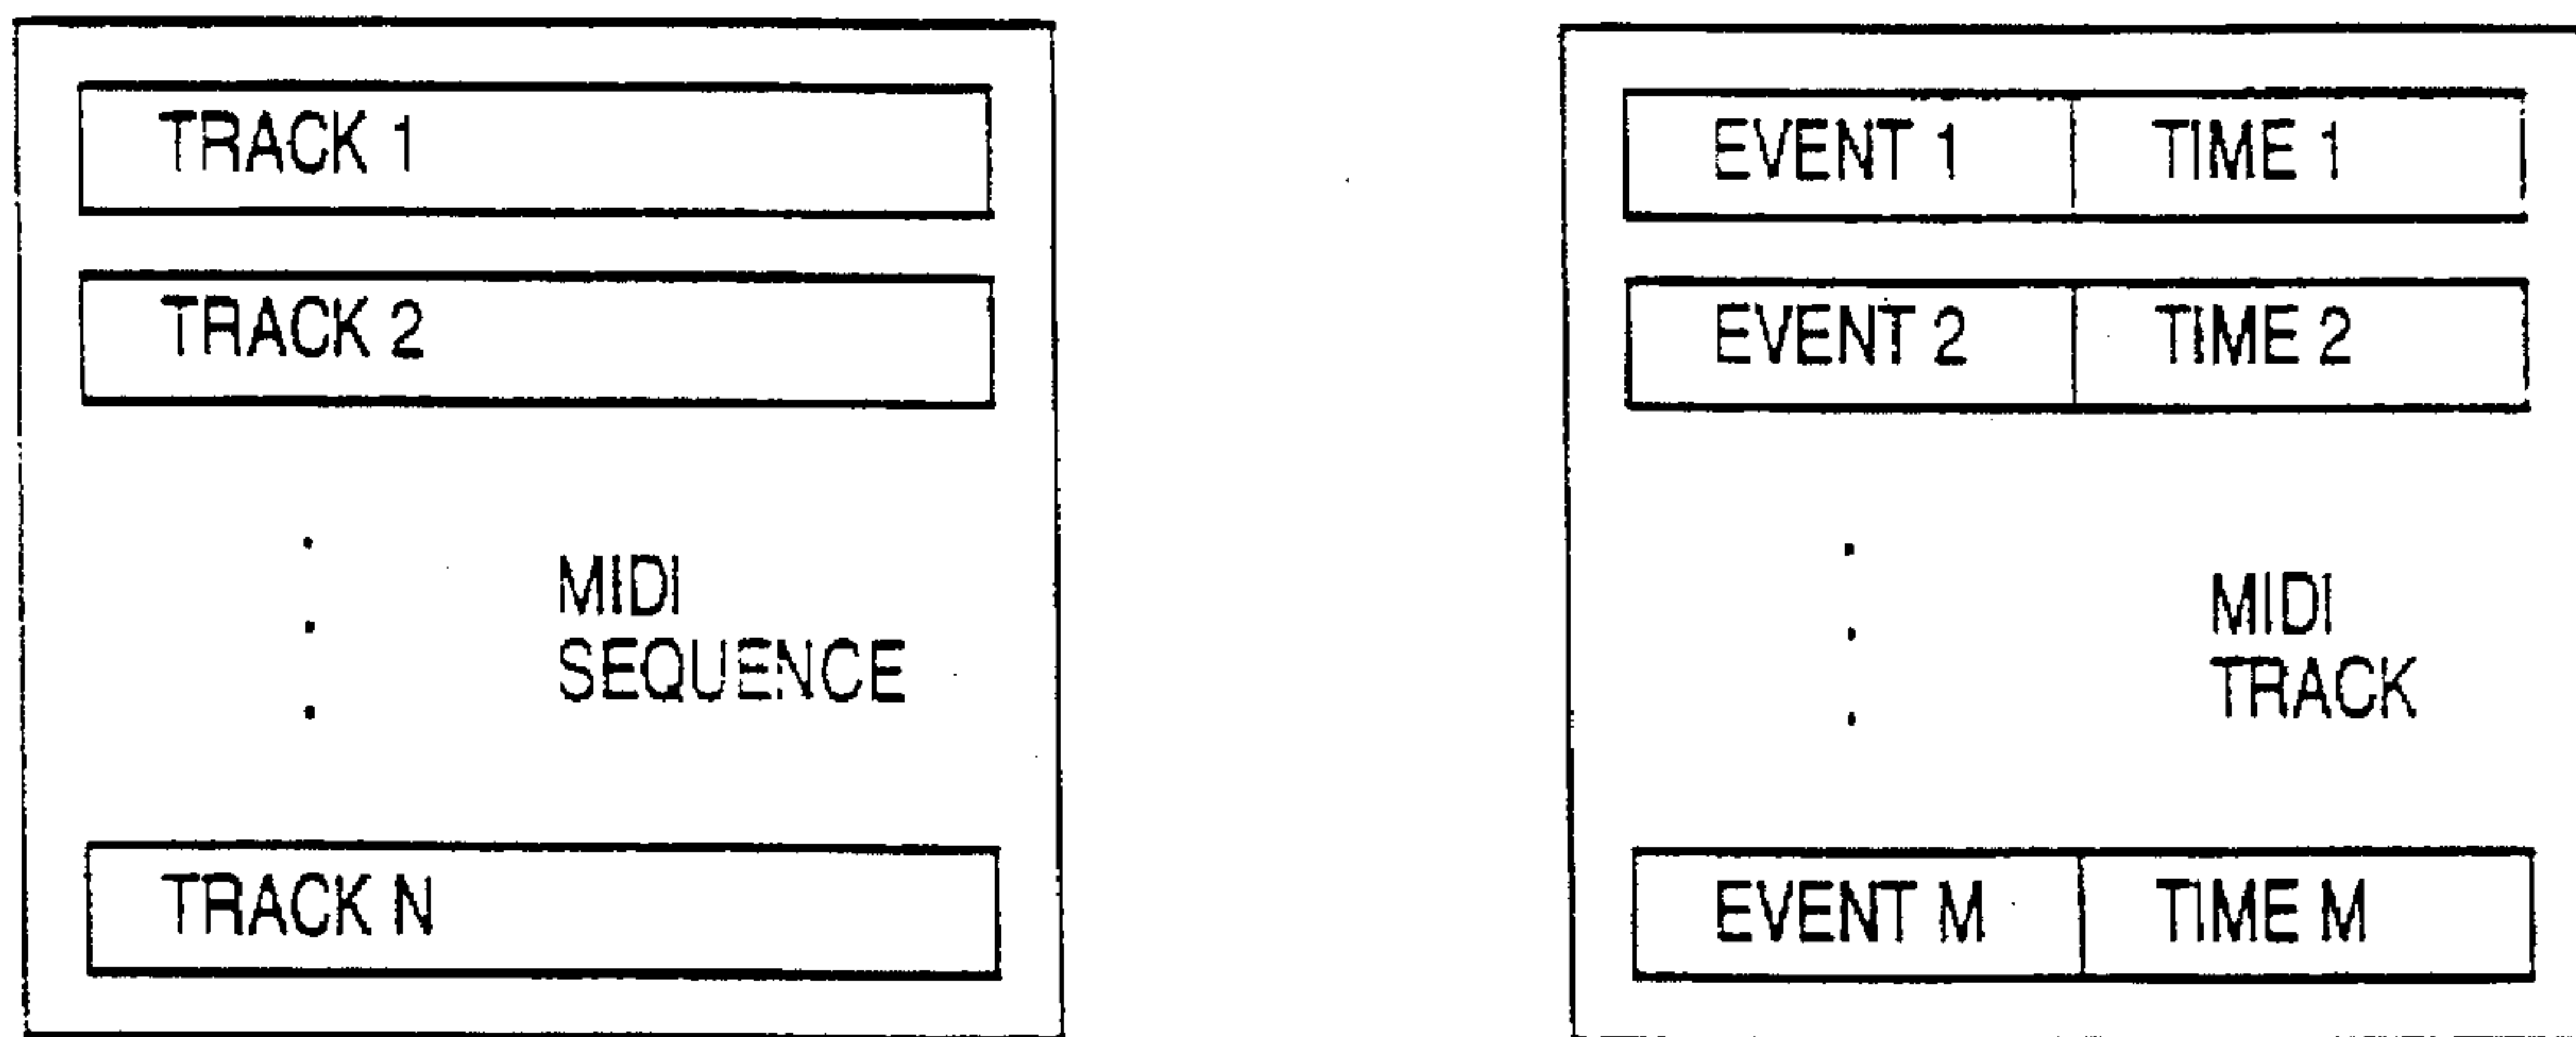 TRACK 1
TRACK 2
MIDI
SEQUENCE
TRACK N
EVENT 1 TIME 1
EVENT 2 TIME 2
MIDI
TRACK
EVENT M TIME M